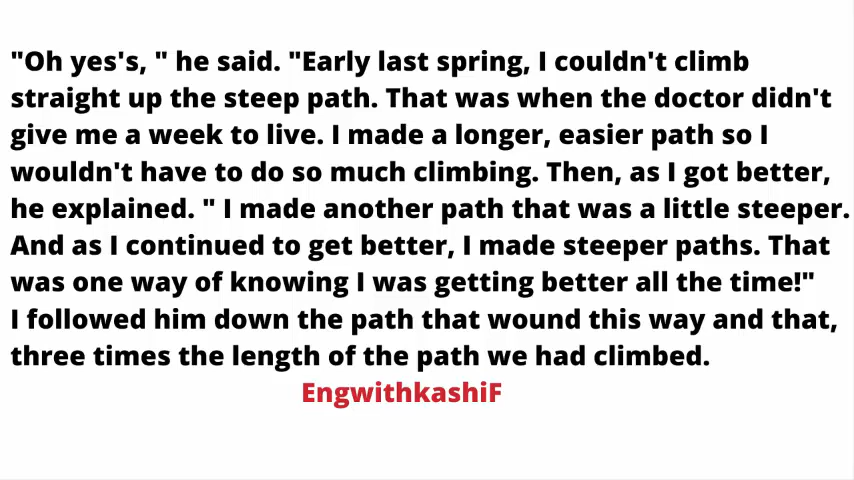 "Oh yes's, " he said. "Early last spring, I couldn't climb
straight up the steep path. That was when the doctor didn't
give me a week to live. I made a longer, easier path so I
wouldn't have to do so much climbing. Then, as I got better,
he explained. " I made another path that was a little steeper.
And as I continued to get better, I made steeper paths. That
was one way of knowing I was getting better all the time!"
I followed him down the path that wound this way and that,
three times the length of the path we had climbed.
EngwithkashiF